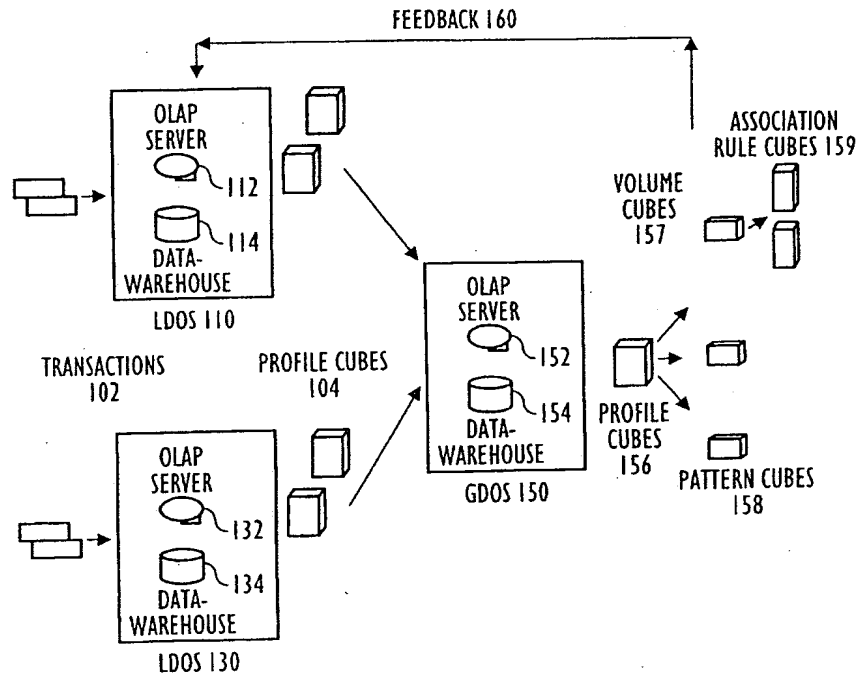 FEEDBACK 160
OLAP
SERVER
112
114
DATA-
WAREHOUSE
LDOS 110
ASSOCIATION
RULE CUBES 159
VOLUME
CUBES
157
TRANSACTIONS
102
PROFILE CUBES
104
OLAP
SERVER
152
154
DATA-
WAREHOUSE
GDOS 150
PROFILE
CUBES
156
PATTERN CUBES
158
OLAP
SERVER
132
134
DATA-
WAREHOUSE
LDOS 130